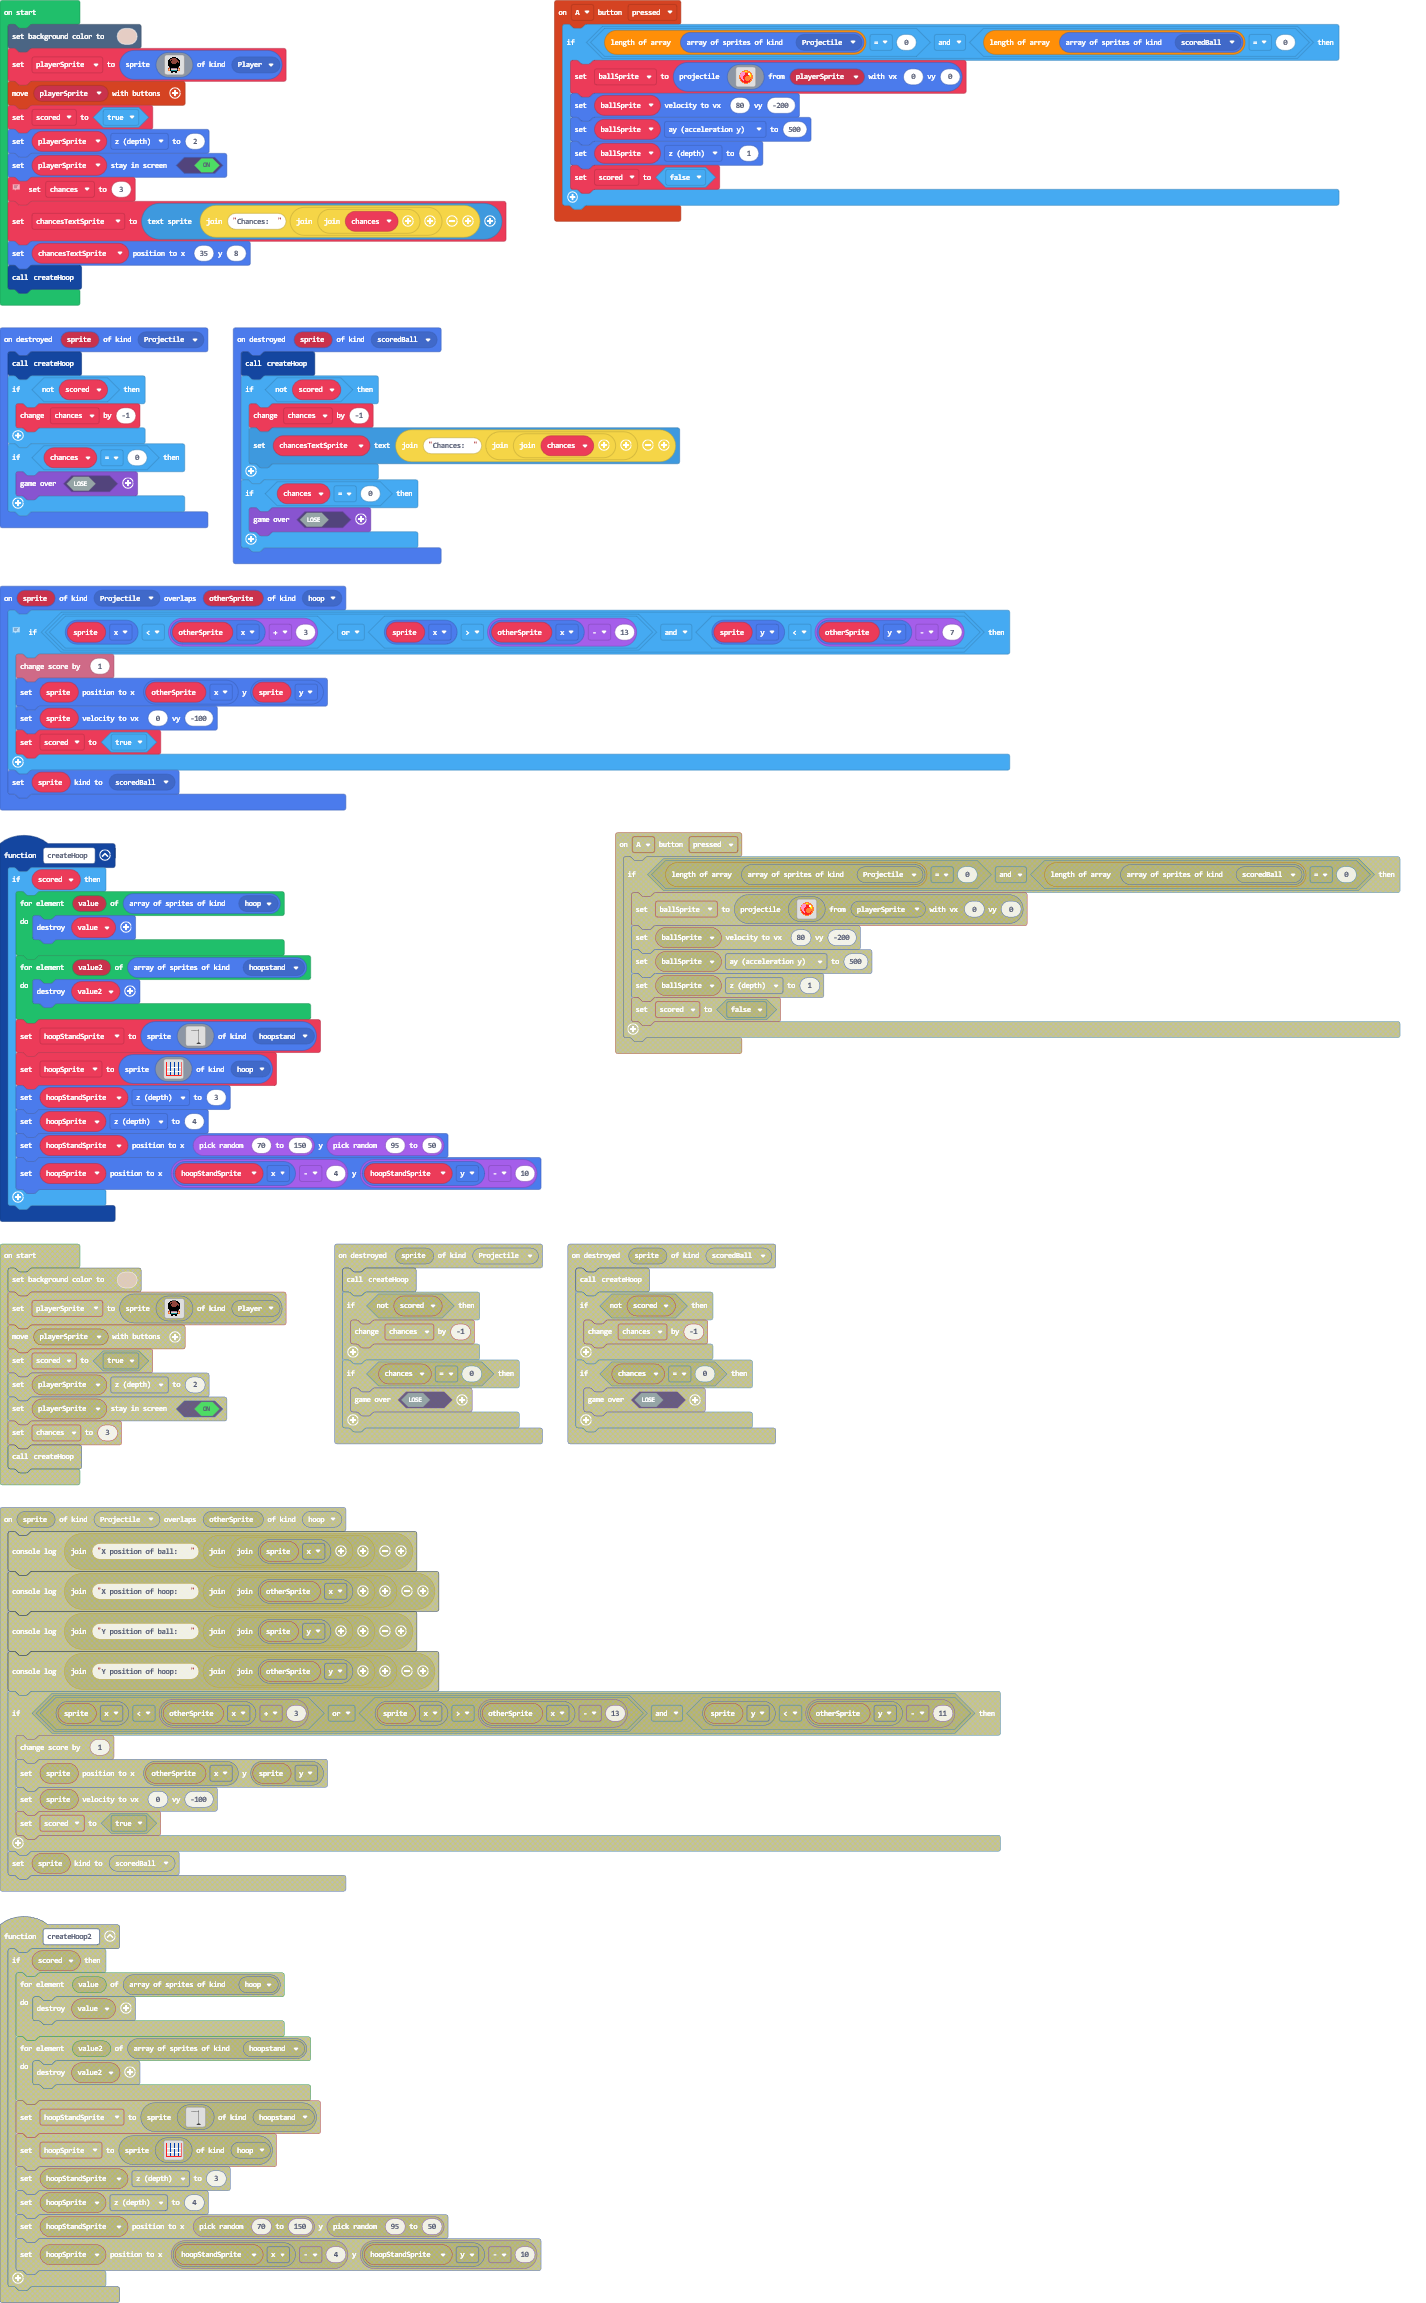 on start
set background color to
set playerSprite to sprite of kind Player
move playerSprite with buttons
set scored to true
set playerSprite z (depth) to 2
set playerSprite stay in screen ON
set chances to 3
set chancesTextSprite to text sprite join "Chances: " join join chances
set chancesTextSprite position to x 35 y 8
call createHoop
on A button pressed
if length of array array of sprites of kind Projectile = 0 and length of array array of sprites of kind scoredBall = 0 then
set ballSprite to projectile from playerSprite with vx 0 vy 0
set ballSprite velocity to vx 80 vy -200
set ballSprite ay (acceleration y) to 500
set ballSprite z (depth) to 1
set scored to false
on destroyed sprite of kind Projectile
call createHoop
if not scored then
change chances by -1
if chances = 0 then
game over LOSE
on destroyed sprite of kind scoredBall
call createHoop
if not scored then
change chances by -1
set chancesTextSprite text join "Chances: " join join chances
if chances = 0 then
game over LOSE
on sprite of kind Projectile overlaps otherSprite of kind hoop
if sprite x < otherSprite x + 3 or sprite x > otherSprite x - 13 and sprite y < otherSprite y - 7 then
change score by 1
set sprite position to x otherSprite x y sprite y
set sprite velocity to vx 0 vy -100
set scored to true
set sprite kind to scoredBall
function createHoop
if scored then
for element value of array of sprites of kind hoop
do destroy value
for element value2 of array of sprites of kind hoopstand
do destroy value2
set hoopStandSprite to sprite of kind hoopstand
set hoopSprite to sprite of kind hoop
set hoopStandSprite z (depth) to 3
set hoopSprite z (depth) to 4
set hoopStandSprite position to x pick random 70 to 150 y pick random 95 to 50
set hoopSprite position to x hoopStandSprite x - 4 y hoopStandSprite y - 10
on A button pressed
if length of array array of sprites of kind Projectile = 0 and length of array array of sprites of kind scoredBall = 0 then
set ballSprite to projectile from playerSprite with vx 0 vy 0
set ballSprite velocity to vx 80 vy -200
set ballSprite ay (acceleration y) to 500
set ballSprite z (depth) to 1
set scored to false
on start
set background color to
set playerSprite to sprite of kind Player
move playerSprite with buttons
set scored to true
set playerSprite z (depth) to 2
set playerSprite stay in screen ON
set chances to 3
call createHoop
on destroyed sprite of kind Projectile
call createHoop
if not scored then
change chances by -1
if chances = 0 then
game over LOSE
on destroyed sprite of kind scoredBall
call createHoop
if not scored then
change chances by -1
if chances = 0 then
game over LOSE
on sprite of kind Projectile overlaps otherSprite of kind hoop
console log join "X position of ball: " join join sprite x
console log join "X position of hoop: " join join otherSprite x
console log join "Y position of ball: " join join sprite y
console log join "Y position of hoop: " join join otherSprite y
if sprite x < otherSprite x + 3 or sprite x > otherSprite x - 13 and sprite y < otherSprite y - 11 then
change score by 1
set sprite position to x otherSprite x y sprite y
set sprite velocity to vx 0 vy -100
set scored to true
set sprite kind to scoredBall
function createHoop2
if scored then
for element value of array of sprites of kind hoop
do destroy value
for element value2 of array of sprites of kind hoopstand
do destroy value2
set hoopStandSprite to sprite of kind hoopstand
set hoopSprite to sprite of kind hoop
set hoopStandSprite z (depth) to 3
set hoopSprite z (depth) to 4
set hoopStandSprite position to x pick random 70 to 150 y pick random 95 to 50
set hoopSprite position to x hoopStandSprite x - 4 y hoopStandSprite y - 10